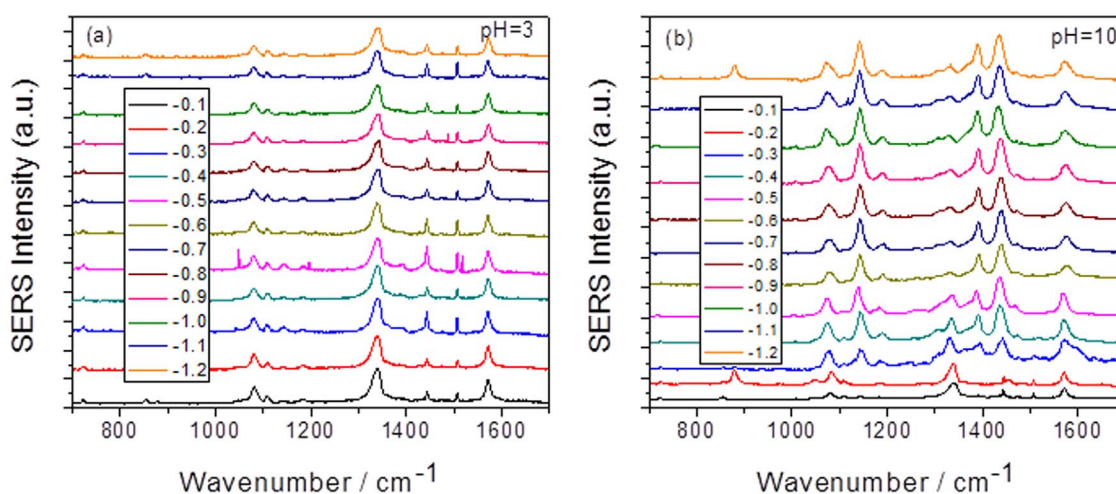 (a)
pH=3
-0.1
-0.2
-0.3
-0.4
-0.5
-0.6
-0.7
-0.8
-0.9
-1.0
-1.1
-1.2
SERS Intensity (a.u.)
800 1000 1200 1400 1600
Wavenumber / cm⁻¹
(b)
pH=10
-0.1
-0.2
-0.3
-0.4
-0.5
-0.6
-0.7
-0.8
-0.9
-1.0
-1.1
-1.2
SERS Intensity (a.u.)
800 1000 1200 1400 1600
Wavenumber / cm⁻¹